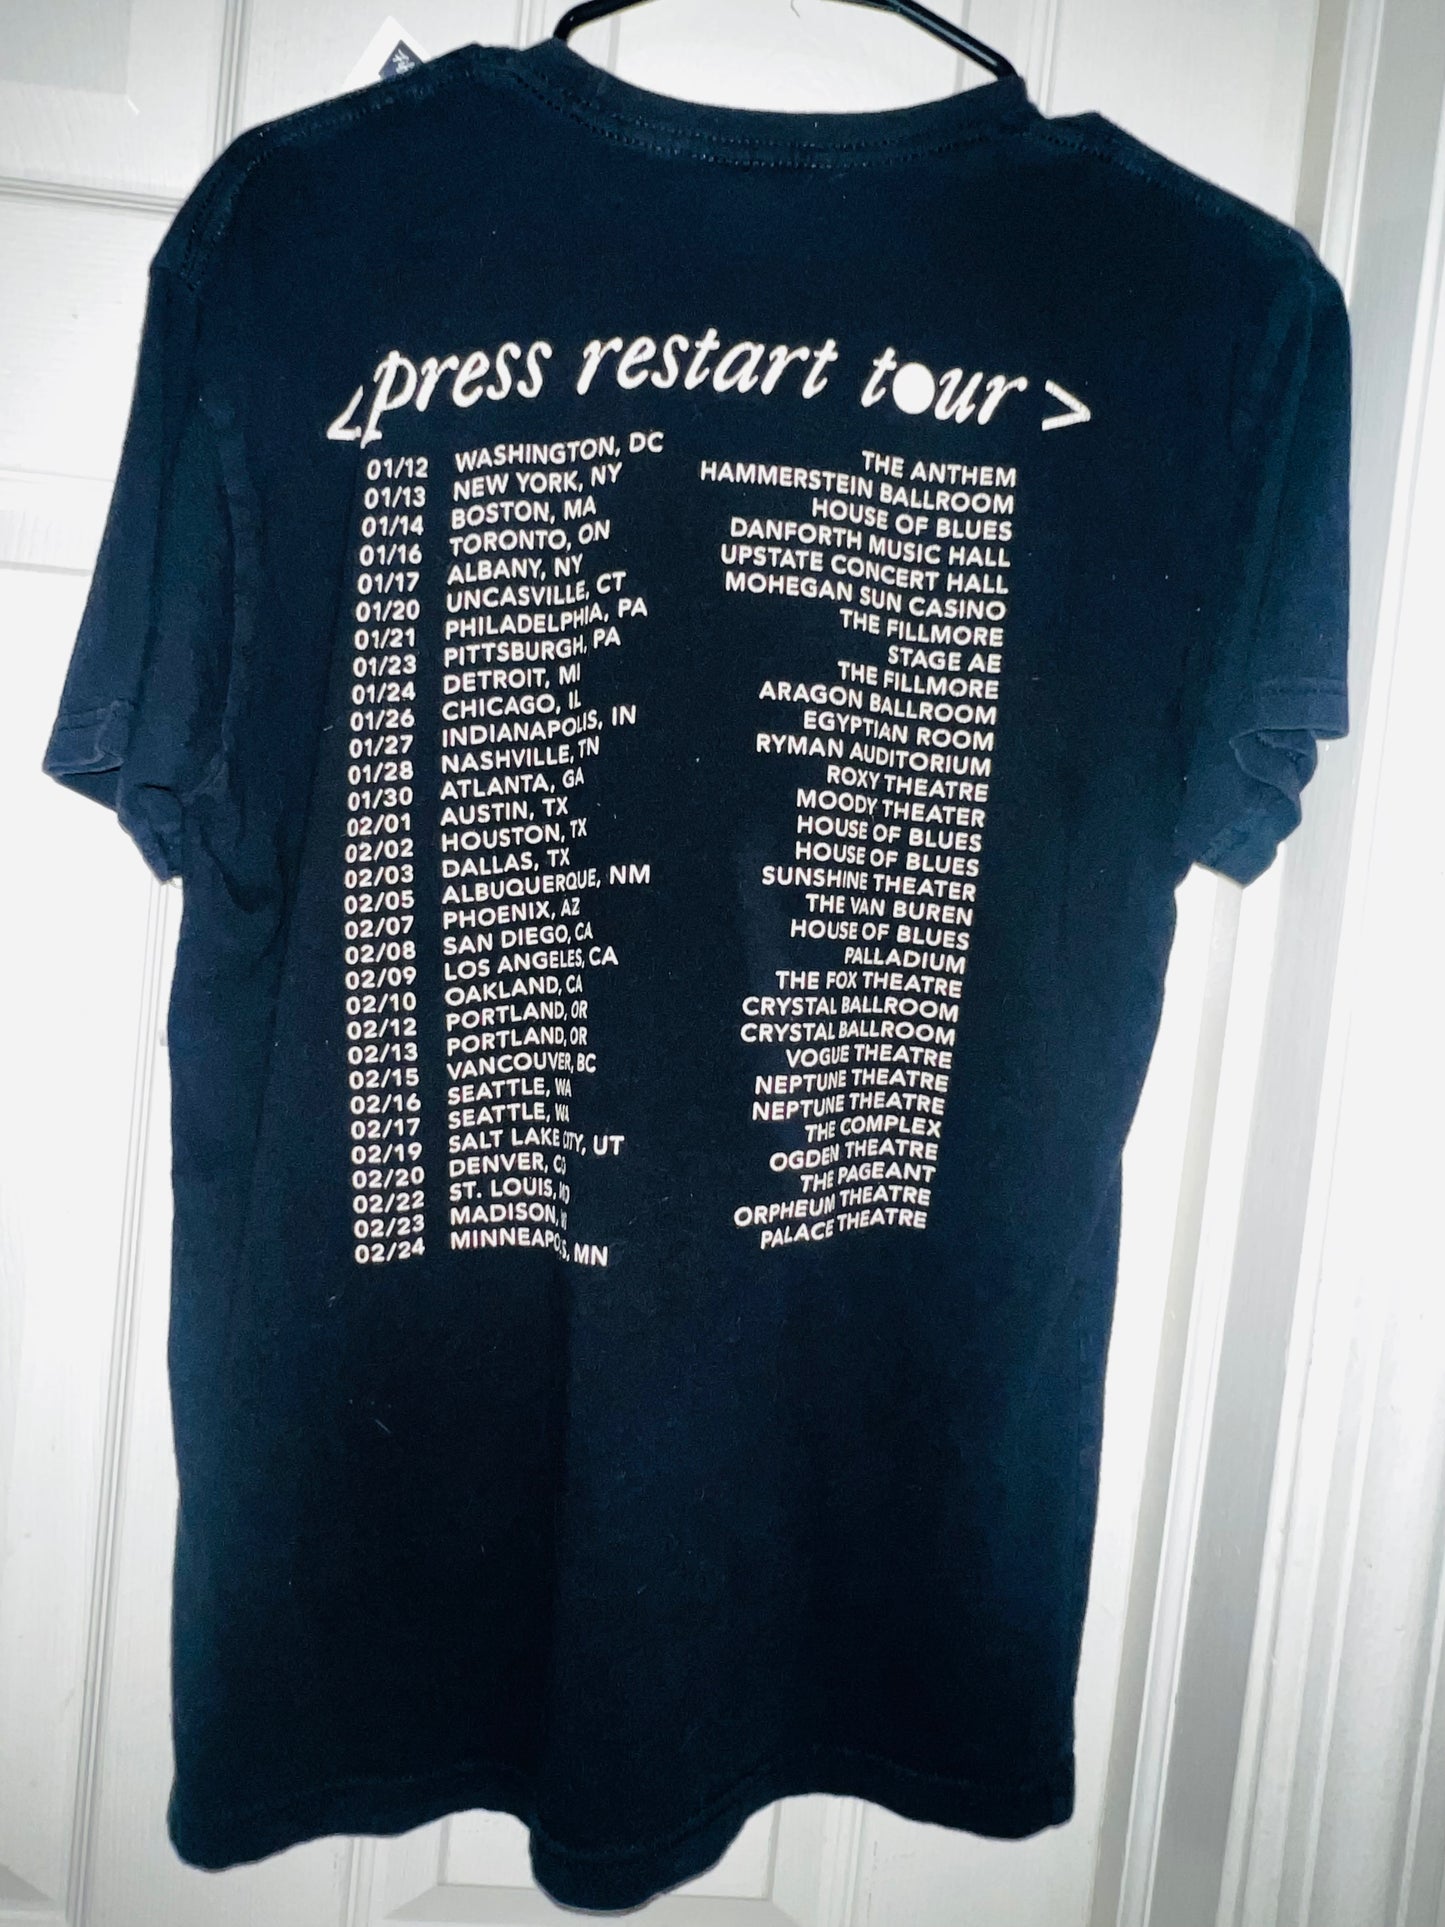 <press restart tour>
01/12 WASHINGTON, DC THE ANTHEM
01/13 NEW YORK, NY HAMMERSTEIN BALLROOM
01/14 BOSTON, MA HOUSE OF BLUES
01/16 TORONTO, ON DANFORTH MUSIC HALL
01/17 ALBANY, NY UPSTATE CONCERT HALL
01/20 UNCASVILLE, CT MOHEGAN SUN CASINO
01/21 PHILADELPHIA, PA THE FILLMORE
01/23 PITTSBURGH, PA STAGE AE
01/24 DETROIT, MI THE FILLMORE
01/26 CHICAGO, IL ARAGON BALLROOM
01/27 INDIANAPOLIS, IN EGYPTIAN ROOM
01/28 NASHVILLE, TN RYMAN AUDITORIUM
01/30 ATLANTA, GA ROXY THEATRE
02/01 AUSTIN, TX MOODY THEATER
02/02 HOUSTON, TX HOUSE OF BLUES
02/03 DALLAS, TX HOUSE OF BLUES
02/05 ALBUQUERQUE, NM SUNSHINE THEATER
02/07 PHOENIX, AZ THE VAN BUREN
02/08 SAN DIEGO, CA HOUSE OF BLUES
02/09 LOS ANGELES, CA PALLADIUM
02/10 OAKLAND, CA THE FOX THEATRE
02/12 PORTLAND, OR CRYSTAL BALLROOM
02/13 PORTLAND, OR CRYSTAL BALLROOM
02/15 VANCOUVER, BC VOGUE THEATRE
02/16 SEATTLE, WA NEPTUNE THEATRE
02/17 SEATTLE, WA NEPTUNE THEATRE
02/19 SALT LAKE CITY, UT THE COMPLEX
02/20 DENVER, CO OGDEN THEATRE
02/22 ST. LOUIS, MO THE PAGEANT
02/23 MADISON, WI ORPHEUM THEATRE
02/24 MINNEAPOLIS, MN PALACE THEATRE